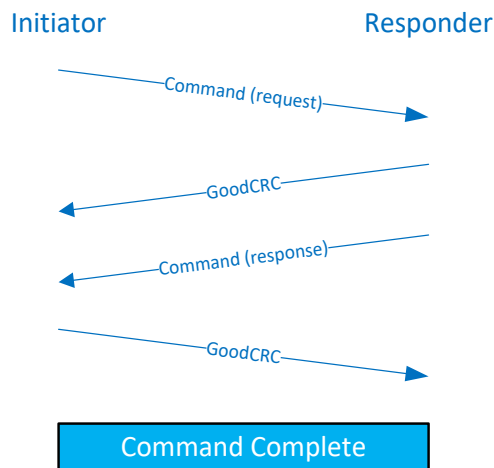 Initiator
Responder
Command (request)
GoodCRC
Command (response)
GoodCRC
Command Complete